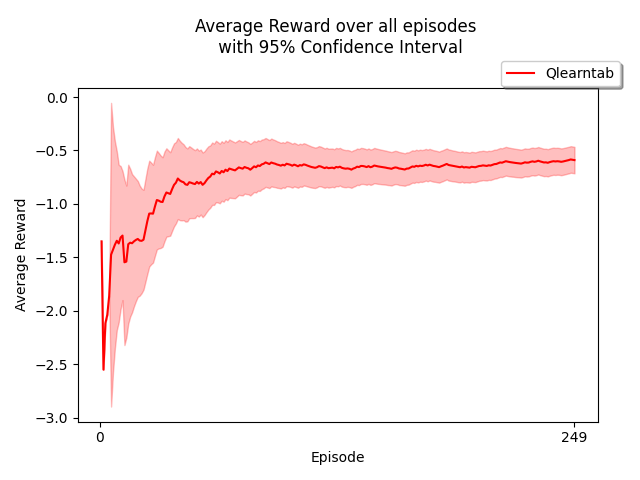 Average Reward over all episodes
with 95% Confidence Interval
Qlearntab
0.0
−0.5
−1.0
−1.5
−2.0
−2.5
−3.0
Average Reward
0
249
Episode